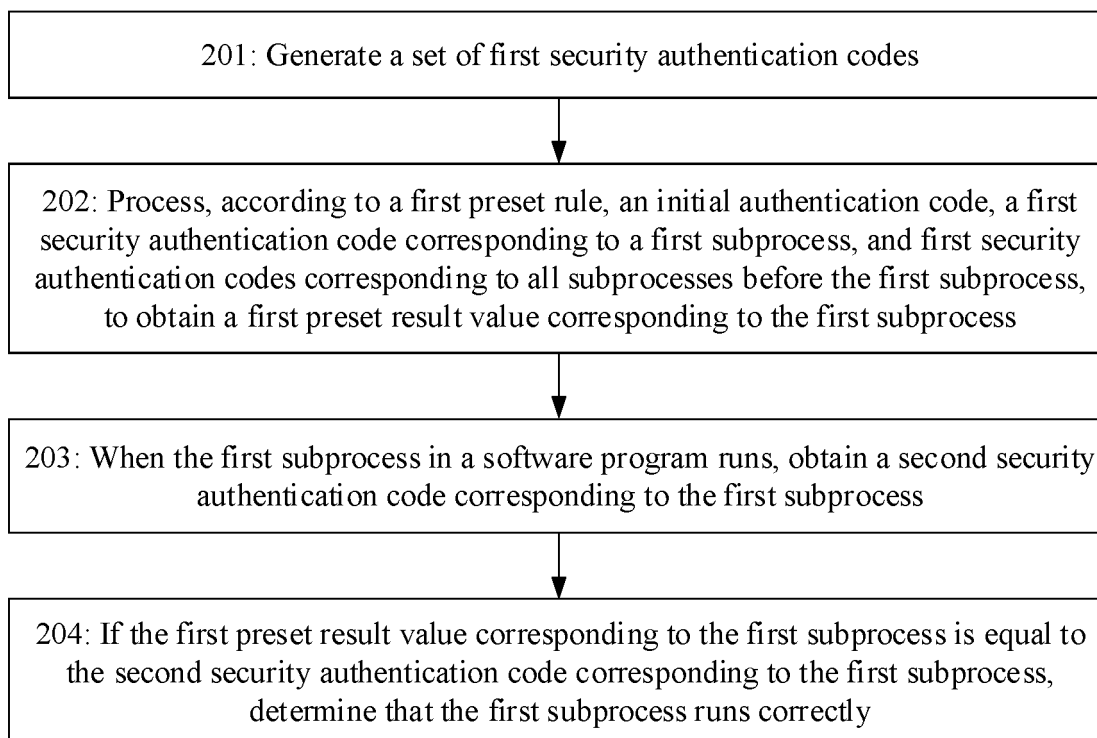 201: Generate a set of first security authentication codes
202: Process, according to a first preset rule, an initial authentication code, a first
security authentication code corresponding to a first subprocess, and first security
authentication codes corresponding to all subprocesses before the first subprocess,
to obtain a first preset result value corresponding to the first subprocess
203: When the first subprocess in a software program runs, obtain a second security
authentication code corresponding to the first subprocess
204: If the first preset result value corresponding to the first subprocess is equal to
the second security authentication code corresponding to the first subprocess,
determine that the first subprocess runs correctly